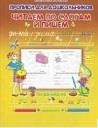 ПРОПИСИ ДЛЯ ДОШКОЛЬНИКОВ
ЧИТАЕМ ПО СЛОГАМ
И ПИШЕМ